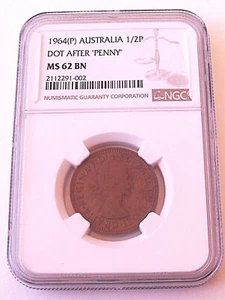 1964(P) AUSTRALIA 1/2P
DOT AFTER 'PENNY'
MS 62 BN
2112291-002
NUMISMATIC GUARANTY CORPORATION
NGC